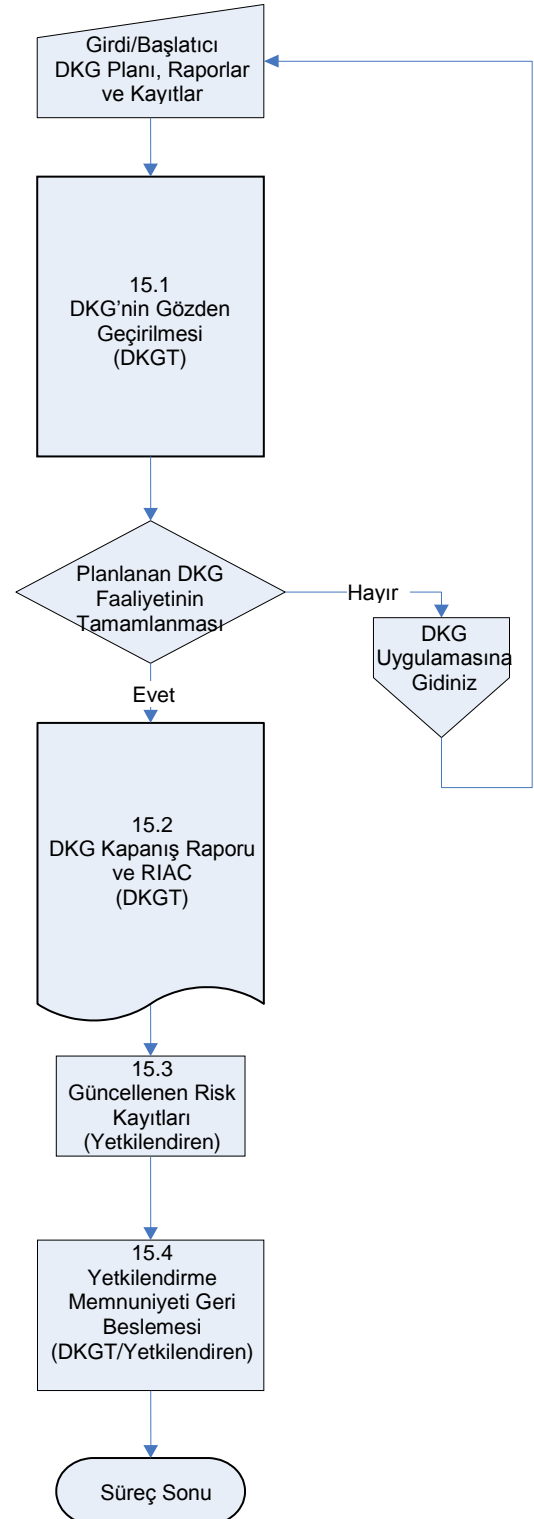 Girdi/Başlatıcı
DKG Planı, Raporlar
ve Kayıtlar
15.1
DKG’nin Gözden
Geçirilmesi
(DKGT)
Planlanan DKG
Faaliyetinin
Tamamlanması
Hayır
DKG
Uygulamasına
Gidiniz
Evet
15.2
DKG Kapanış Raporu
ve RIAC
(DKGT)
15.3
Güncellenen Risk
Kayıtları
(Yetkilendiren)
15.4
Yetkilendirme
Memnuniyeti Geri
Beslemesi
(DKGT/Yetkilendiren)
Süreç Sonu